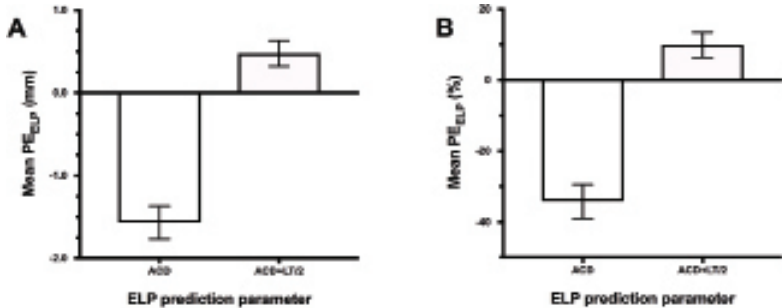 A
Mean PE_ELP (mm)
1.0
0.0
-1.0
-2.0
ACD
ACD+LT/2
ELP prediction parameter
B
Mean PE_ELP (%)
20
0
-20
-40
ACD
ACD+LT/2
ELP prediction parameter